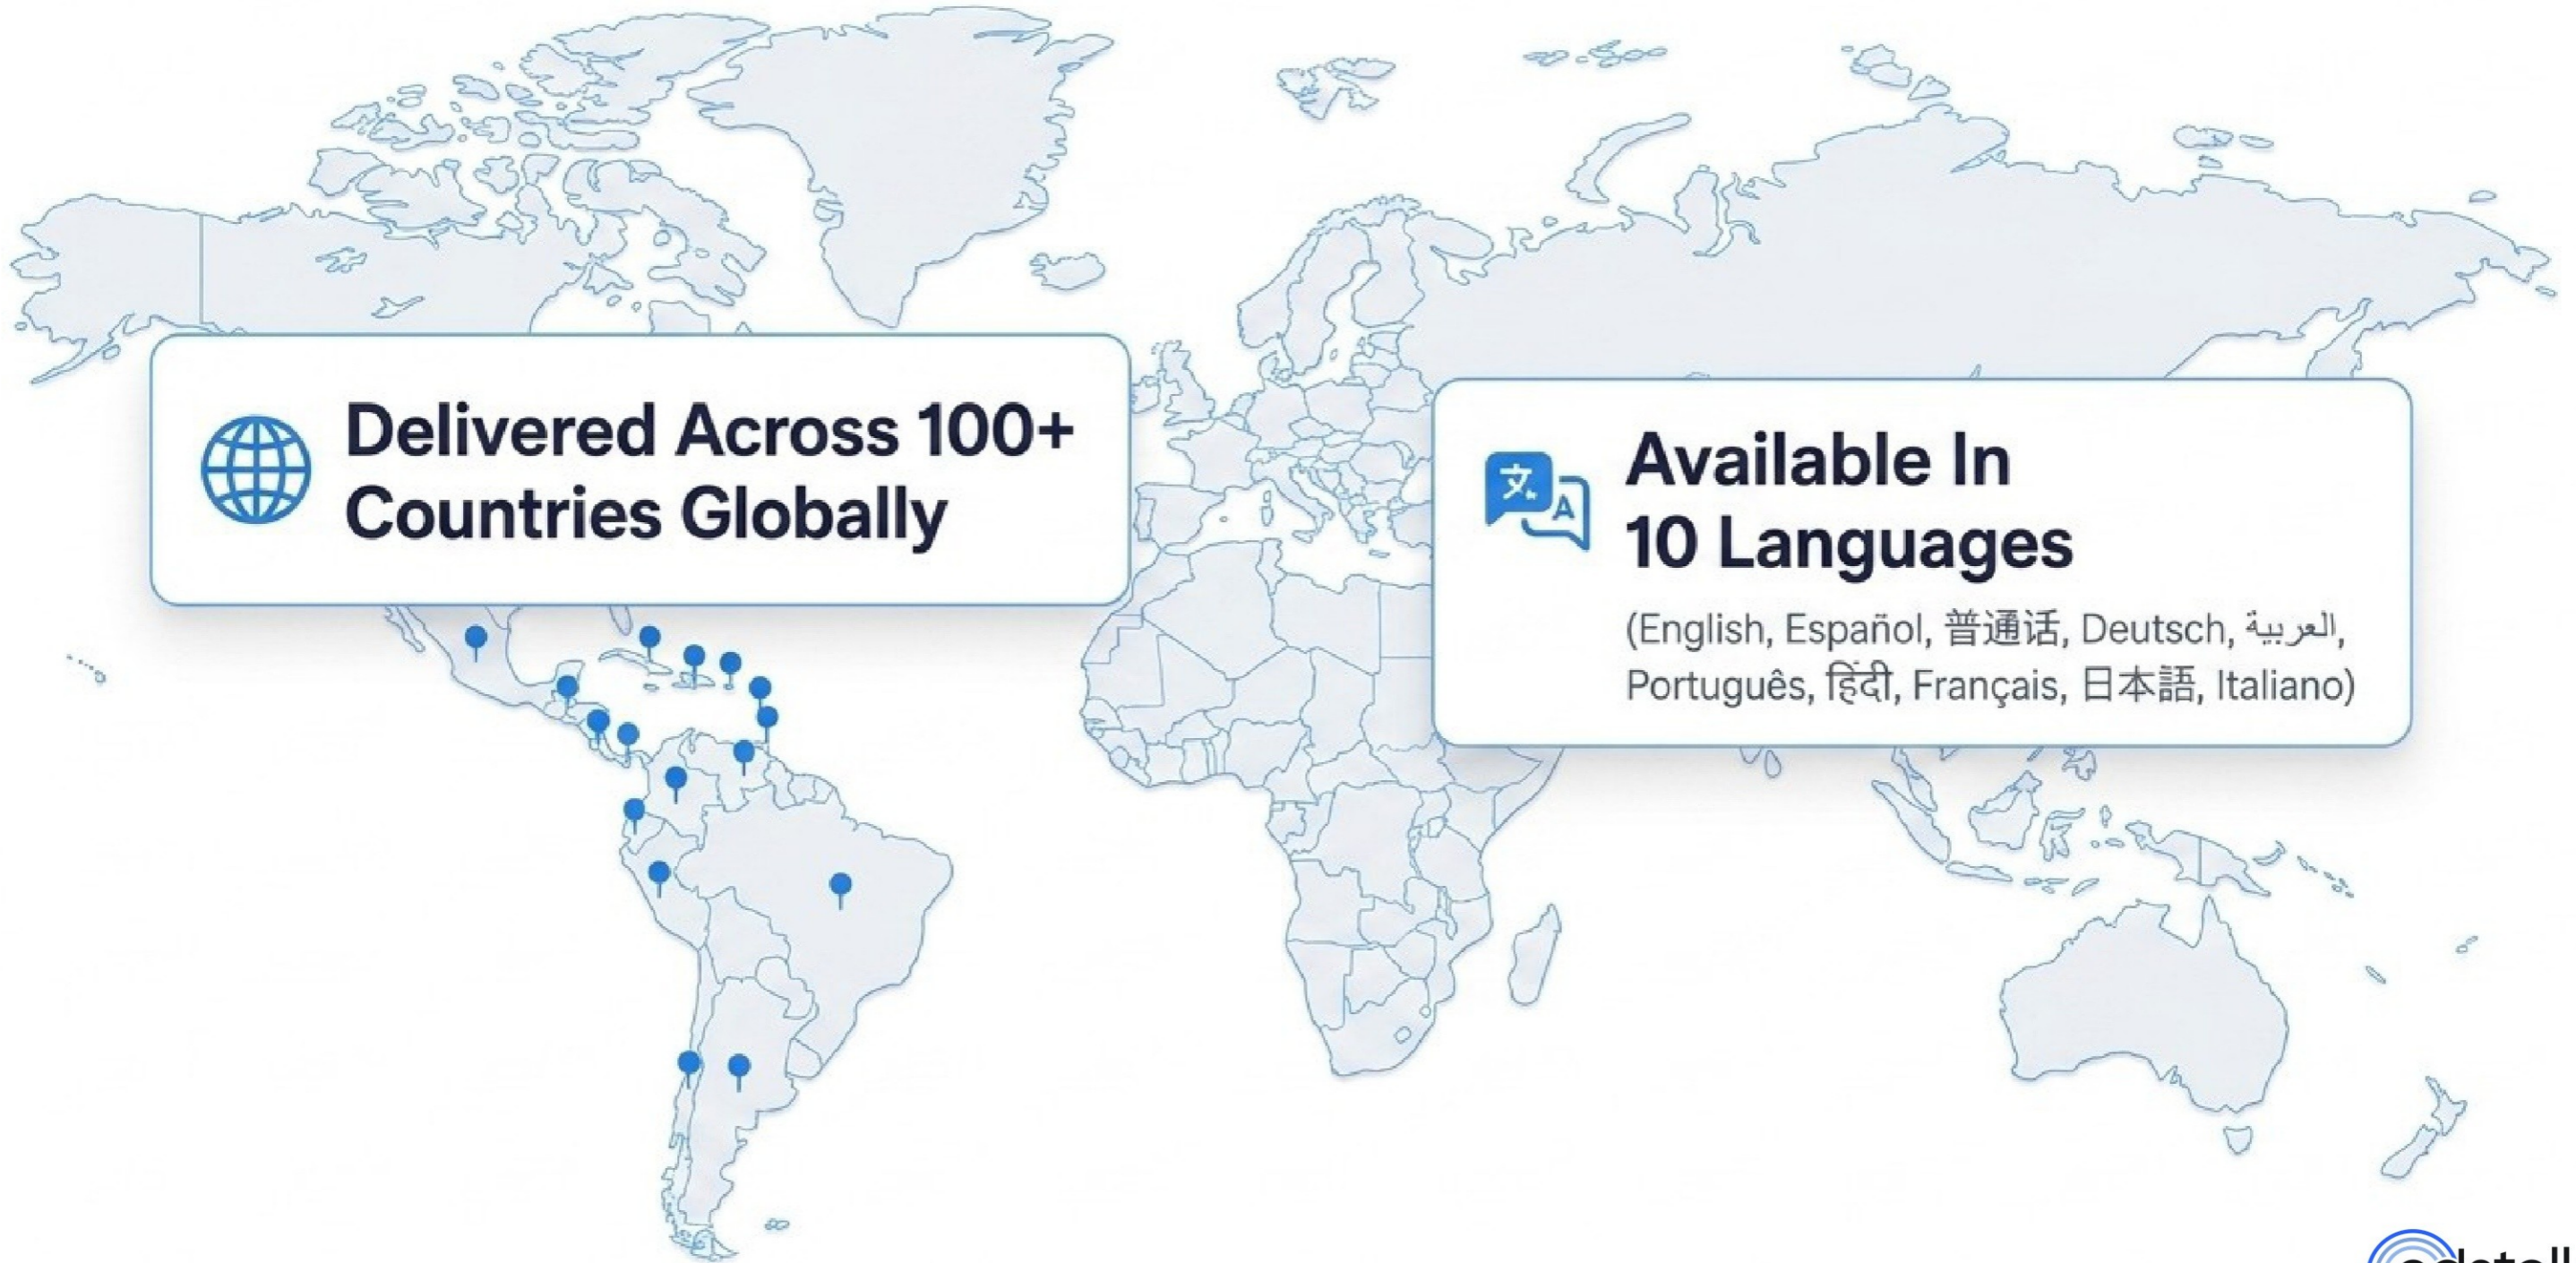 Delivered Across 100+
Countries Globally
Available In
10 Languages
(English, Español, 普通话, Deutsch, العربية,
Português, हिंदी, Français, 日本語, Italiano)
文
A